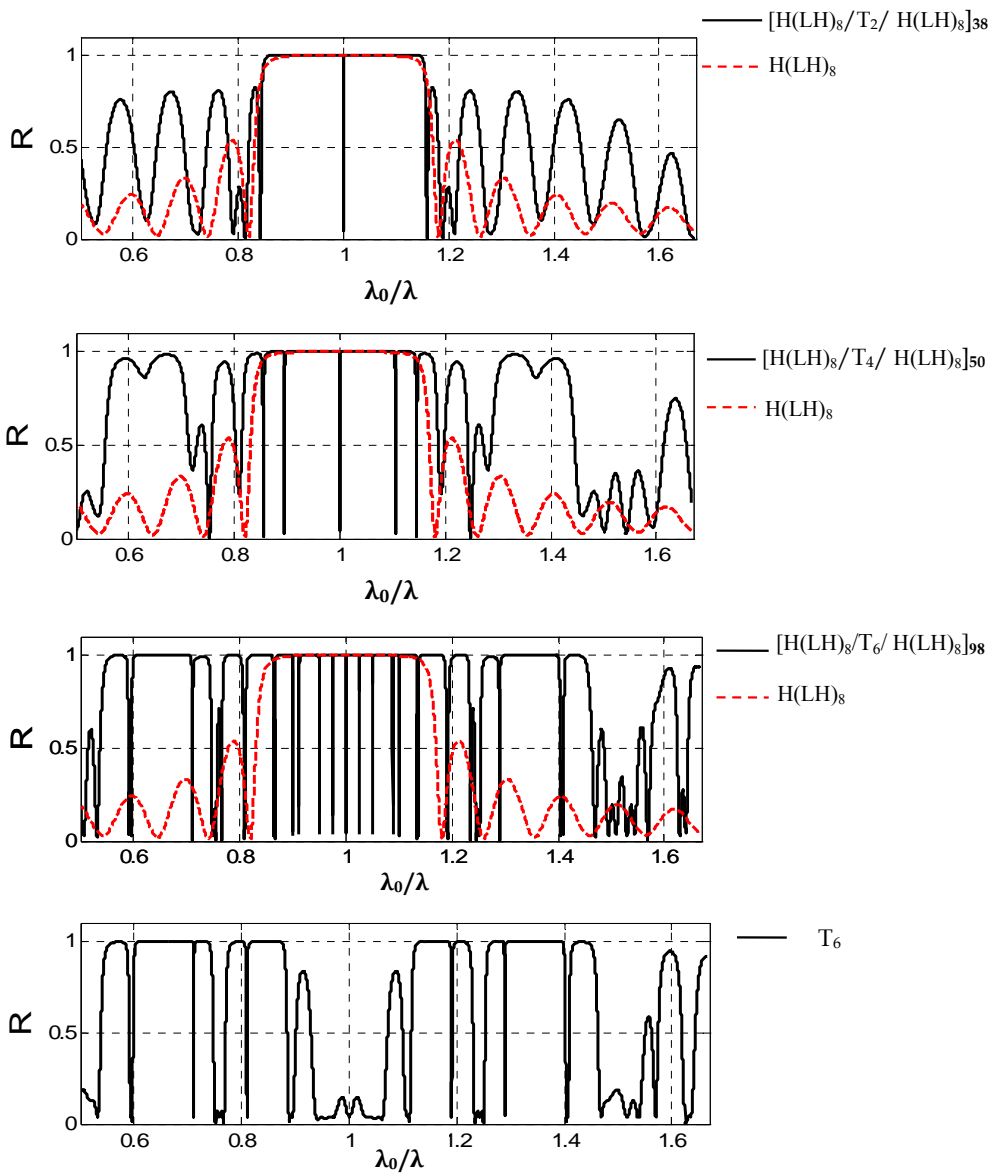 [H(LH)₈/T₂/ H(LH)₈]₃₈
H(LH)₈
R
1
0.5
0
0.6 0.8 1 1.2 1.4 1.6
λ₀/λ
[H(LH)₈/T₄/ H(LH)₈]₅₀
H(LH)₈
R
1
0.5
0
0.6 0.8 1 1.2 1.4 1.6
λ₀/λ
[H(LH)₈/T₆/ H(LH)₈]₉₈
H(LH)₈
R
1
0.5
0
0.6 0.8 1 1.2 1.4 1.6
λ₀/λ
T₆
R
1
0.5
0
0.6 0.8 1 1.2 1.4 1.6
λ₀/λ